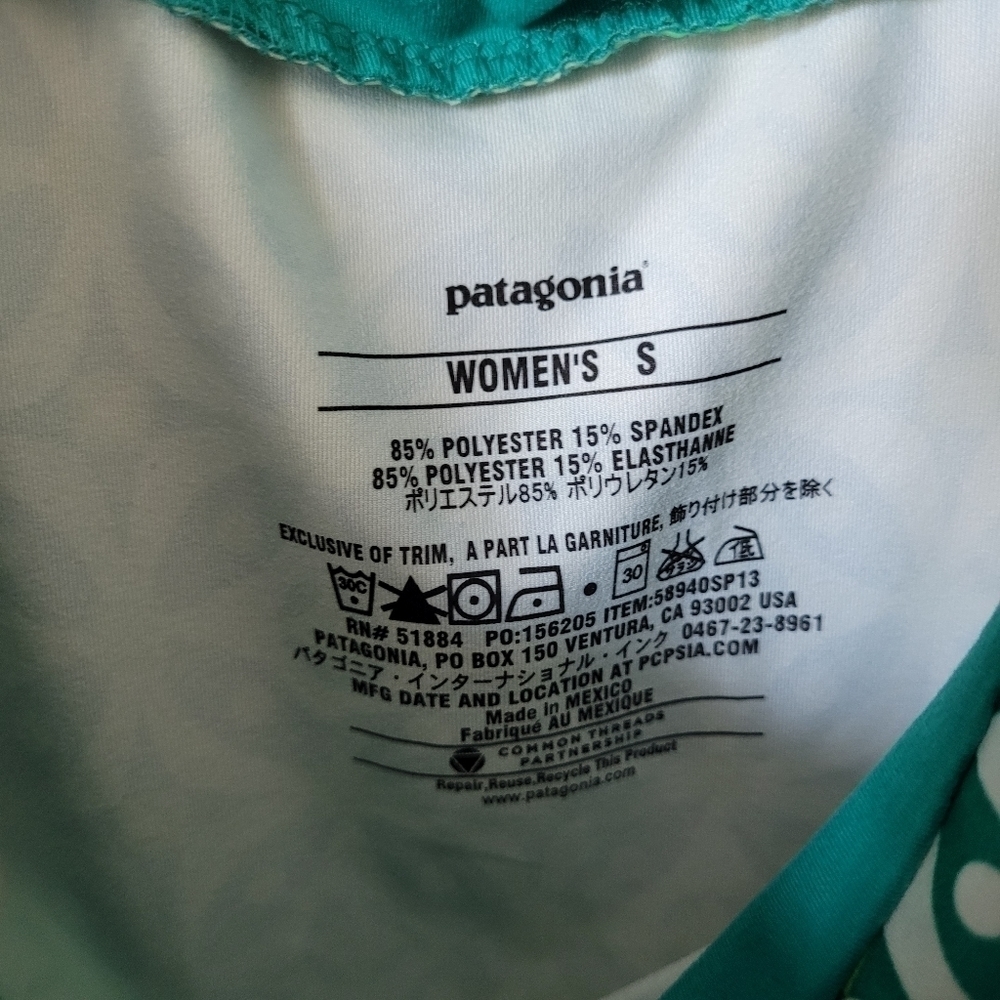 patagonia®
WOMEN'S S
85% POLYESTER 15% SPANDEX
85% POLYESTER 15% ELASTHANNE
ポリエステル85% ポリウレタン15%
EXCLUSIVE OF TRIM, A PART LA GARNITURE, 飾り付け部分を除く
30C • 30 低
RN# 51884 PO:156205 ITEM:58940SP13
PATAGONIA, PO BOX 150 VENTURA, CA 93002 USA
パタゴニア・インターナショナル・インク 0467-23-8961
MFG DATE AND LOCATION AT PCPSIA.COM
Made In MEXICO
Fabriqué AU MEXIQUE
COMMON THREADS
PARTNERSHIP
Repair,Reuse,Recycle This Product
www.patagonia.com